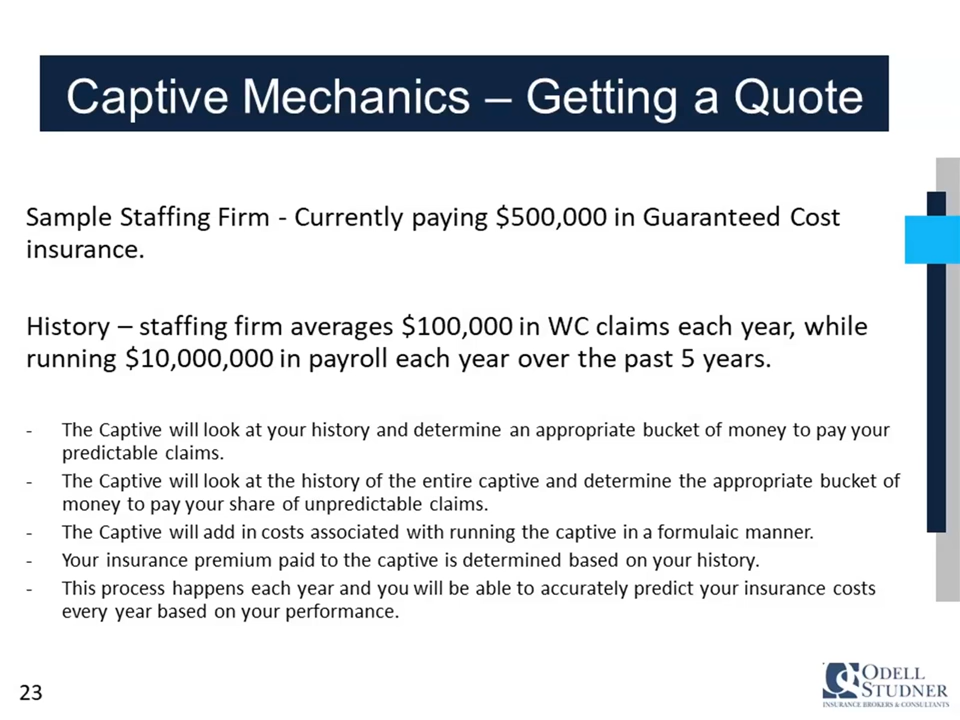 Captive Mechanics – Getting a Quote
Sample Staffing Firm - Currently paying $500,000 in Guaranteed Cost
insurance.
History – staffing firm averages $100,000 in WC claims each year, while
running $10,000,000 in payroll each year over the past 5 years.
- The Captive will look at your history and determine an appropriate bucket of money to pay your
predictable claims.
- The Captive will look at the history of the entire captive and determine the appropriate bucket of
money to pay your share of unpredictable claims.
- The Captive will add in costs associated with running the captive in a formulaic manner.
- Your insurance premium paid to the captive is determined based on your history.
- This process happens each year and you will be able to accurately predict your insurance costs
every year based on your performance.
23
ODELL
STUDNER
INSURANCE BROKERS & CONSULTANTS